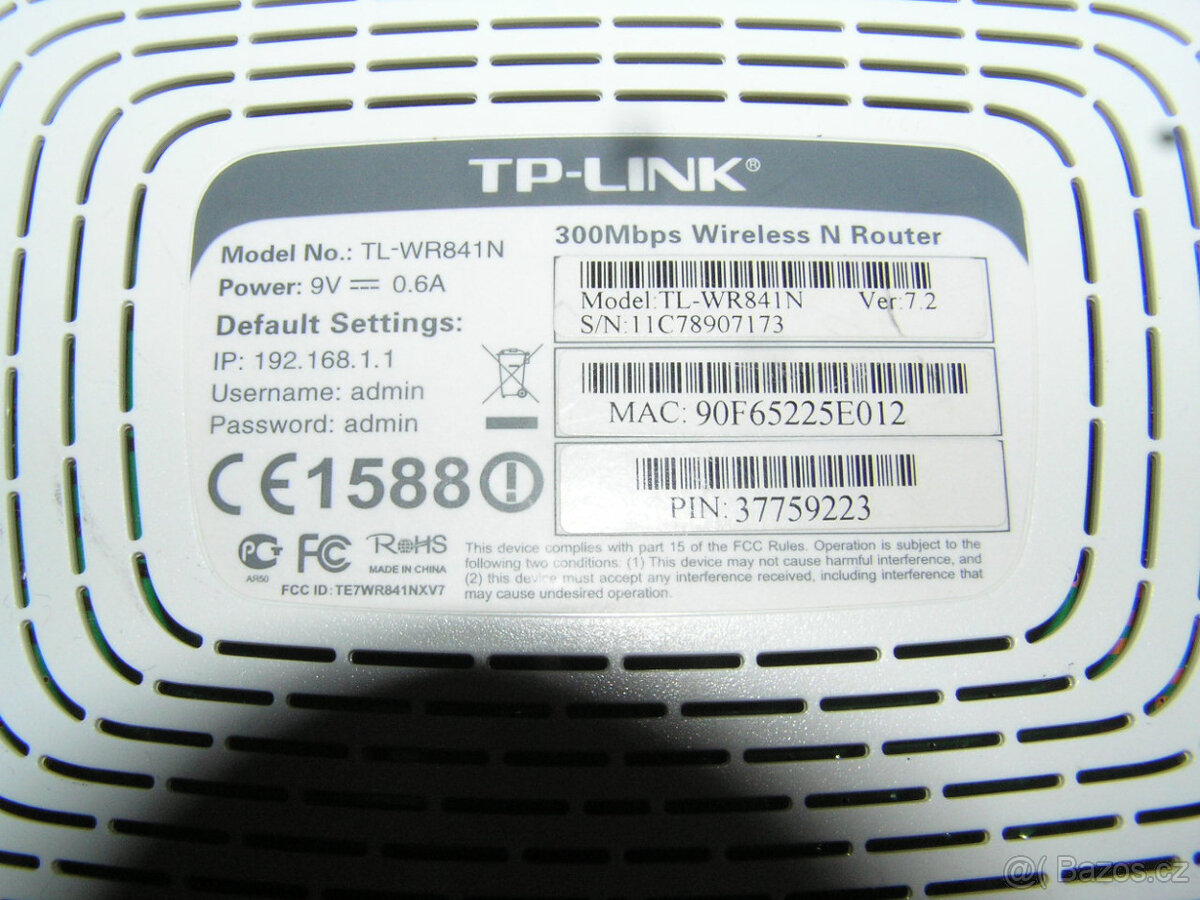 TP-LINK®
300Mbps Wireless N Router
Model No.: TL-WR841N
Power: 9V 0.6A
Default Settings:
IP: 192.168.1.1
Username: admin
Password: admin
Model:TL-WR841N Ver:7.2
S/N:11C78907173
MAC: 90F65225E012
PIN: 37759223
CE1588
PCT
AR50
FC
RoHS
MADE IN CHINA
FCC ID: TE7WR841NXV7
This device complies with part 15 of the FCC Rules. Operation is subject to the
following two conditions: (1) This device may not cause harmful interference, and
(2) this device must accept any interference received, including interference that
may cause undesired operation.
@( Bazos.cz